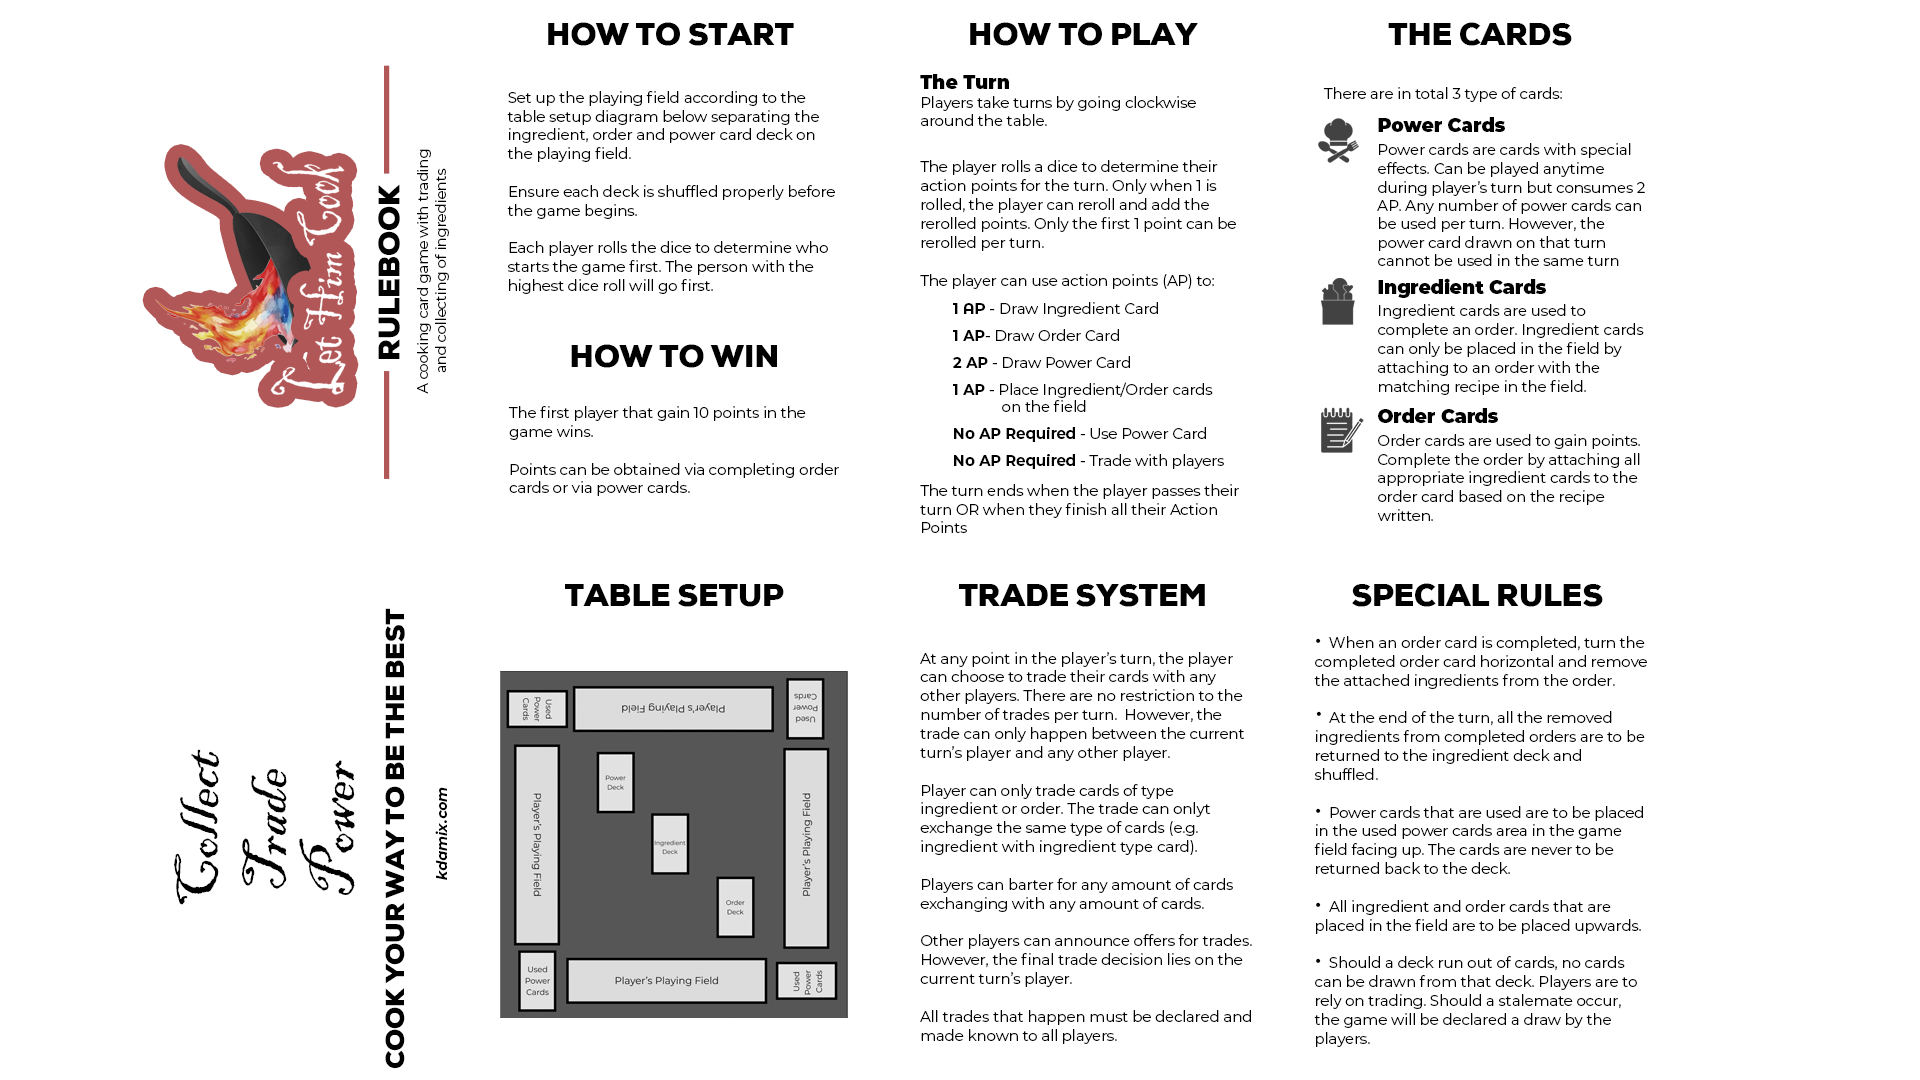 Let Him Cook
RULEBOOK
A cooking card game with trading
and collecting of ingredients
HOW TO START
Set up the playing field according to the
table setup diagram below separating the
ingredient, order and power card deck on
the playing field.
Ensure each deck is shuffled properly before
the game begins.
Each player rolls the dice to determine who
starts the game first. The person with the
highest dice roll will go first.
HOW TO WIN
The first player that gain 10 points in the
game wins.
Points can be obtained via completing order
cards or via power cards.
HOW TO PLAY
The Turn
Players take turns by going clockwise
around the table.
The player rolls a dice to determine their
action points for the turn. Only when 1 is
rolled, the player can reroll and add the
rerolled points. Only the first 1 point can be
rerolled per turn.
The player can use action points (AP) to:
1 AP - Draw Ingredient Card
1 AP- Draw Order Card
2 AP - Draw Power Card
1 AP - Place Ingredient/Order cards
on the field
No AP Required - Use Power Card
No AP Required - Trade with players
The turn ends when the player passes their
turn OR when they finish all their Action
Points
THE CARDS
There are in total 3 type of cards:
Power Cards
Power cards are cards with special
effects. Can be played anytime
during player's turn but consumes 2
AP. Any number of power cards can
be used per turn. However, the
power card drawn on that turn
cannot be used in the same turn
Ingredient Cards
Ingredient cards are used to
complete an order. Ingredient cards
can only be placed in the field by
attaching to an order with the
matching recipe in the field.
Order Cards
Order cards are used to gain points.
Complete the order by attaching all
appropriate ingredient cards to the
order card based on the recipe
written.
Collect
Trade
Power
COOK YOUR WAY TO BE THE BEST
kdamix.com
TABLE SETUP
Used
Power
Cards
Player's Playing Field
Used
Power
Cards
Player's Playing Field
Power
Deck
Ingredient
Deck
Order
Deck
Player's Playing Field
Used
Power
Cards
Player's Playing Field
Used
Power
Cards
TRADE SYSTEM
At any point in the player's turn, the player
can choose to trade their cards with any
other players. There are no restriction to the
number of trades per turn.  However, the
trade can only happen between the current
turn's player and any other player.
Player can only trade cards of type
ingredient or order. The trade can onlyt
exchange the same type of cards (e.g.
ingredient with ingredient type card).
Players can barter for any amount of cards
exchanging with any amount of cards.
Other players can announce offers for trades.
However, the final trade decision lies on the
current turn's player.
All trades that happen must be declared and
made known to all players.
SPECIAL RULES
• When an order card is completed, turn the
completed order card horizontal and remove
the attached ingredients from the order.
• At the end of the turn, all the removed
ingredients from completed orders are to be
returned to the ingredient deck and
shuffled.
• Power cards that are used are to be placed
in the used power cards area in the game
field facing up. The cards are never to be
returned back to the deck.
• All ingredient and order cards that are
placed in the field are to be placed upwards.
• Should a deck run out of cards, no cards
can be drawn from that deck. Players are to
rely on trading. Should a stalemate occur,
the game will be declared a draw by the
players.